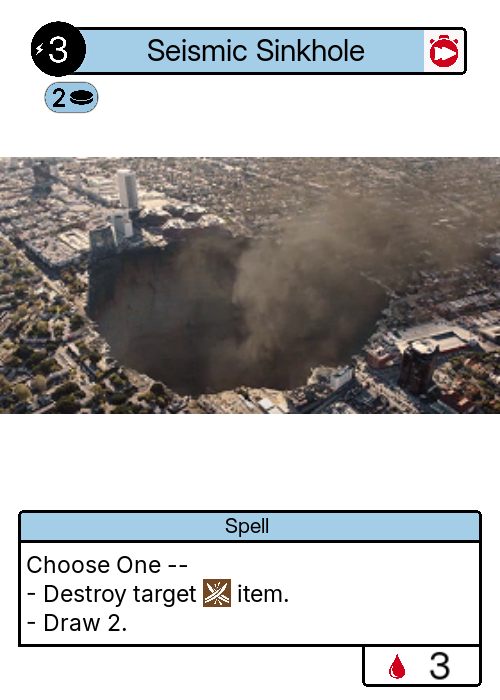 3
Seismic Sinkhole
2
Spell
Choose One --
- Destroy target item.
- Draw 2.
3